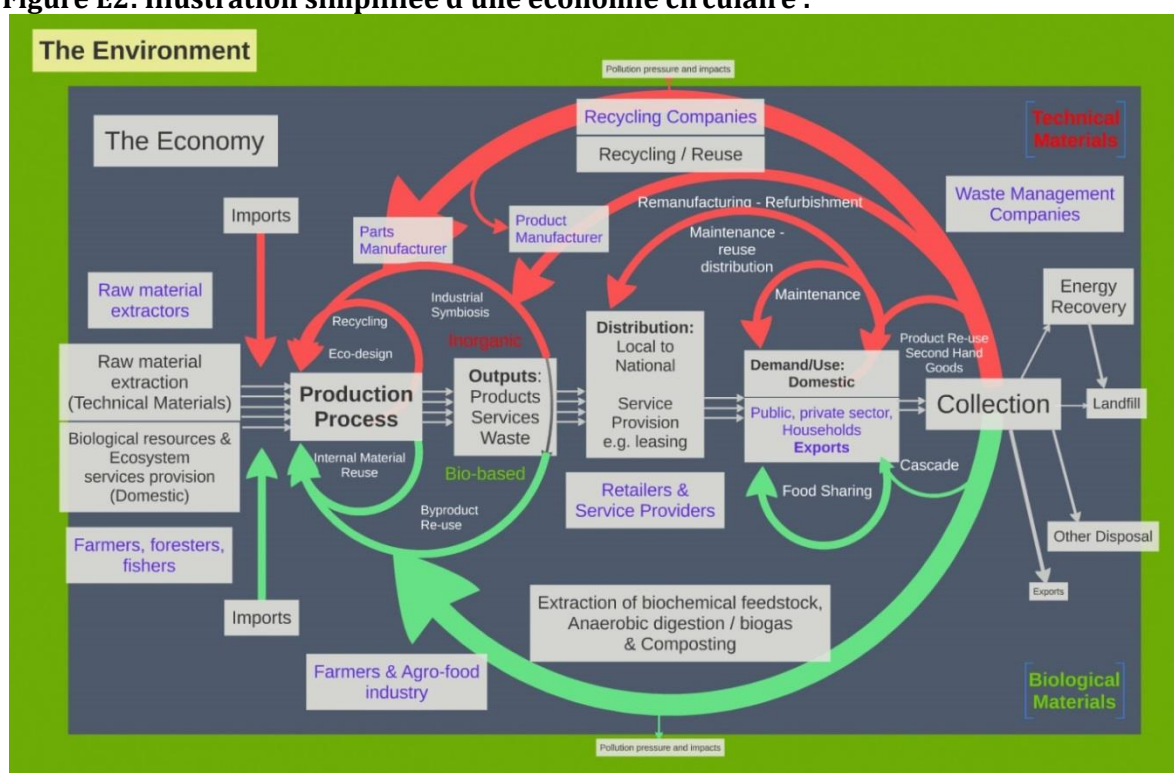 Figure E2: Illustration simplifiée d'une économie circulaire :
The Environment
Pollution pressure and impacts
The Economy
Recycling Companies
Recycling / Reuse
Technical
Materials
Waste Management
Companies
Imports
Parts
Manufacturer
Product
Manufacturer
Remanufacturing - Refurbishment
Maintenance -
reuse
distribution
Maintenance
Raw material
extractors
Recycling
Eco-design
Industrial
Symbiosis
Inorganic
Energy
Recovery
Raw material
extraction
(Technical Materials)
Biological resources &
Ecosystem
services provision
(Domestic)
Production
Process
Outputs:
Products
Services
Waste
Distribution:
Local to
National
Service
Provision
e.g. leasing
Demand/Use:
Domestic
Public, private sector,
Households
Exports
Product Re-use
Second Hand
Goods
Collection
Landfill
Internal Material
Reuse
Bio-based
Cascade
Food Sharing
Retailers &
Service Providers
Byproduct
Re-use
Farmers, foresters,
fishers
Other Disposal
Exports
Imports
Extraction of biochemical feedstock,
Anaerobic digestion / biogas
& Composting
Farmers & Agro-food
industry
Biological
Materials
Pollution pressure and impacts